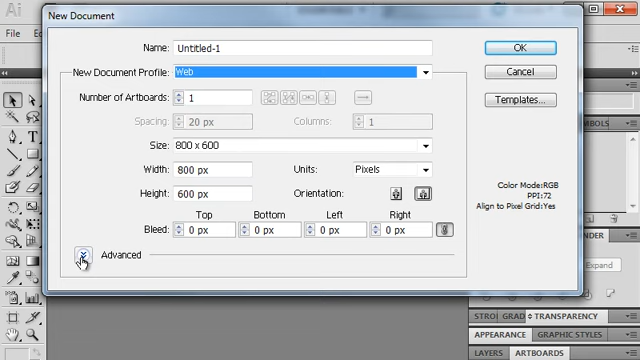 Ai
New Document
File
Name: Untitled-1
OK
New Document Profile: Web
Cancel
Number of Artboards: 1
Templates...
Spacing: 20 px
Columns: 1
Size: 800 x 600
Width: 800 px
Units: Pixels
Height: 600 px
Orientation:
Color Mode:RGB
PPI:72
Align to Pixel Grid:Yes
Top
Bottom
Left
Right
Bleed: 0 px
0 px
0 px
0 px
Advanced
Expand
TRANSPARENCY
APPEARANCE
GRAPHIC STYLES
LAYERS
ARTBOARDS